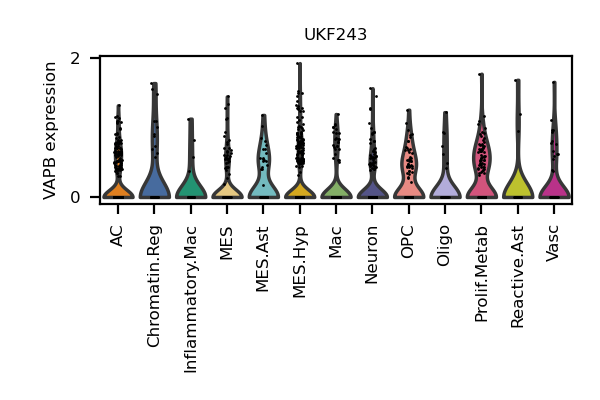 UKF243
2
VAPB expression
0
AC
Chromatin.Reg
Inflammatory.Mac
MES
MES.Ast
MES.Hyp
Mac
Neuron
OPC
Oligo
Prolif.Metab
Reactive.Ast
Vasc